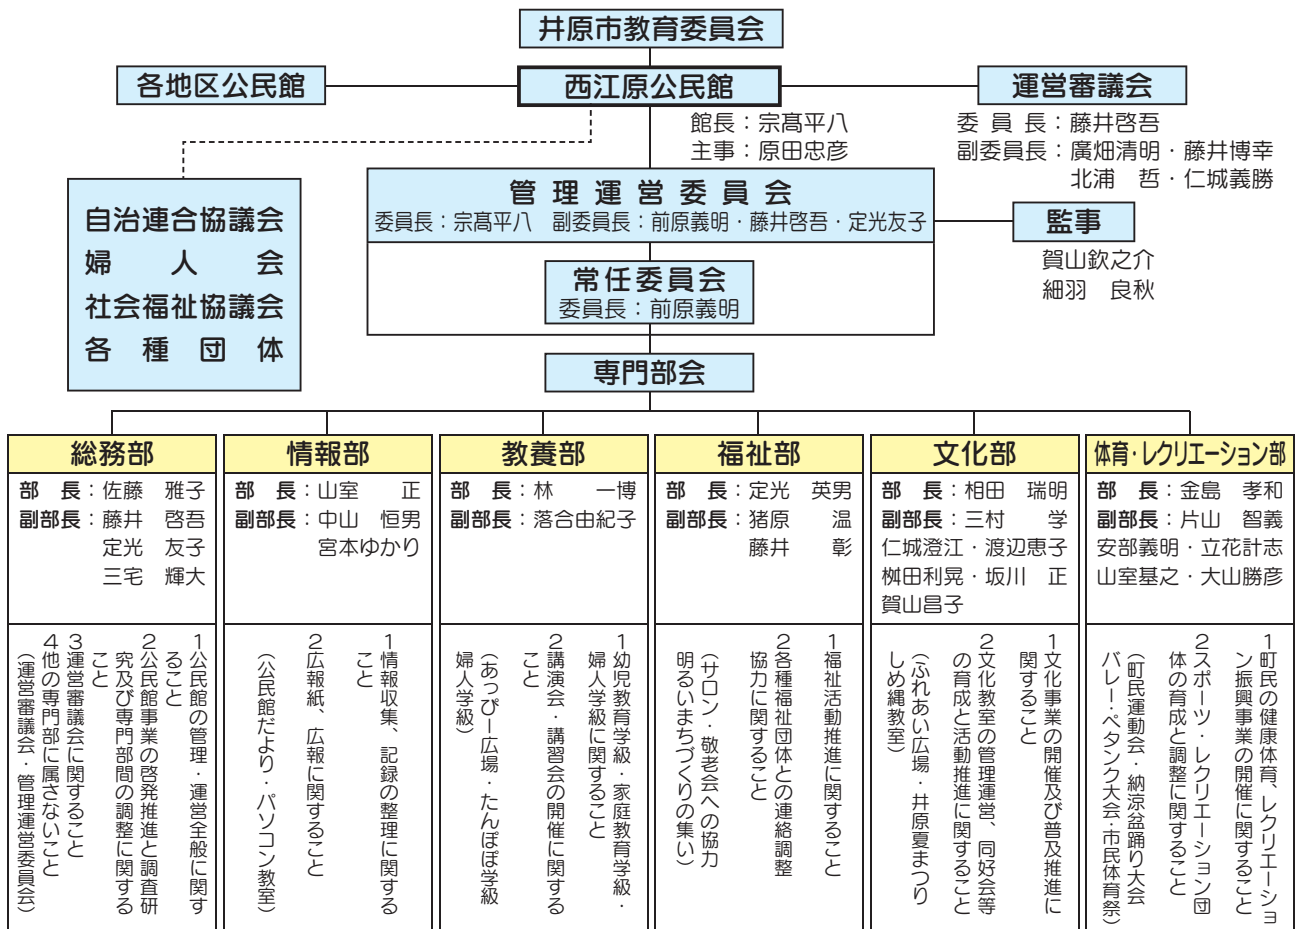 井原市教育委員会
各地区公民館
西江原公民館
運営審議会
館長：宗髙平八
主事：原田忠彦
委員長：藤井啓吾
副委員長：廣畑清明・藤井博幸
北浦　哲・仁城義勝
自治連合協議会
婦人会
社会福祉協議会
各種団体
管理運営委員会
委員長：宗髙平八　副委員長：前原義明・藤井啓吾・定光友子
監事
賀山欽之介
細羽　良秋
常任委員会
委員長：前原義明
専門部会
総務部
部　長：佐藤　雅子
副部長：藤井　啓吾
定光　友子
三宅　輝大
1公民館の管理・運営全般に関す
ること
2公民館事業の啓発推進と調査研
究及び専門部間の調整に関する
こと
3運営審議会に関すること
4他の専門部に属さないこと
（運営審議会・管理運営委員会）
情報部
部　長：山室　　正
副部長：中山　恒男
宮本ゆかり
1情報収集、記録の整理に関する
こと
2広報紙、広報に関すること
（公民館だより・パソコン教室）
教養部
部　長：林　　一博
副部長：落合由紀子
1幼児教育学級・家庭教育学級・
婦人学級に関すること
2講演会・講習会の開催に関する
こと
（あっぴー広場・たんぽぽ学級
婦人学級）
福祉部
部　長：定光　英男
副部長：猪原　　温
藤井　　彰
1福祉活動推進に関すること
2各種福祉団体との連絡調整
協力に関すること
（サロン・敬老会への協力
明るいまちづくりの集い）
文化部
部　長：相田　瑞明
副部長：三村　　学
仁城澄江・渡辺恵子
桝田利晃・坂川　正
賀山昌子
1文化事業の開催及び普及推進に
関すること
2文化教室の管理運営、同好会等
の育成と活動推進に関すること
（ふれあい広場・井原夏まつり
しめ縄教室）
体育・レクリエーション部
部　長：金島　孝和
副部長：片山　智義
安部義明・立花計志
山室基之・大山勝彦
1町民の健康体育、レクリエーショ
ン振興事業の開催に関すること
2スポーツ・レクリエーション団
体の育成と調整に関すること
（町民運動会・納涼盆踊り大会
バレー・ペタンク大会・市民体育祭）